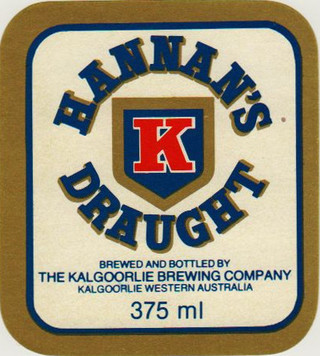 HANNAN'S
K
DRAUGHT
BREWED AND BOTTLED BY
THE KALGOORLIE BREWING COMPANY
KALGOORLIE WESTERN AUSTRALIA
375 ml